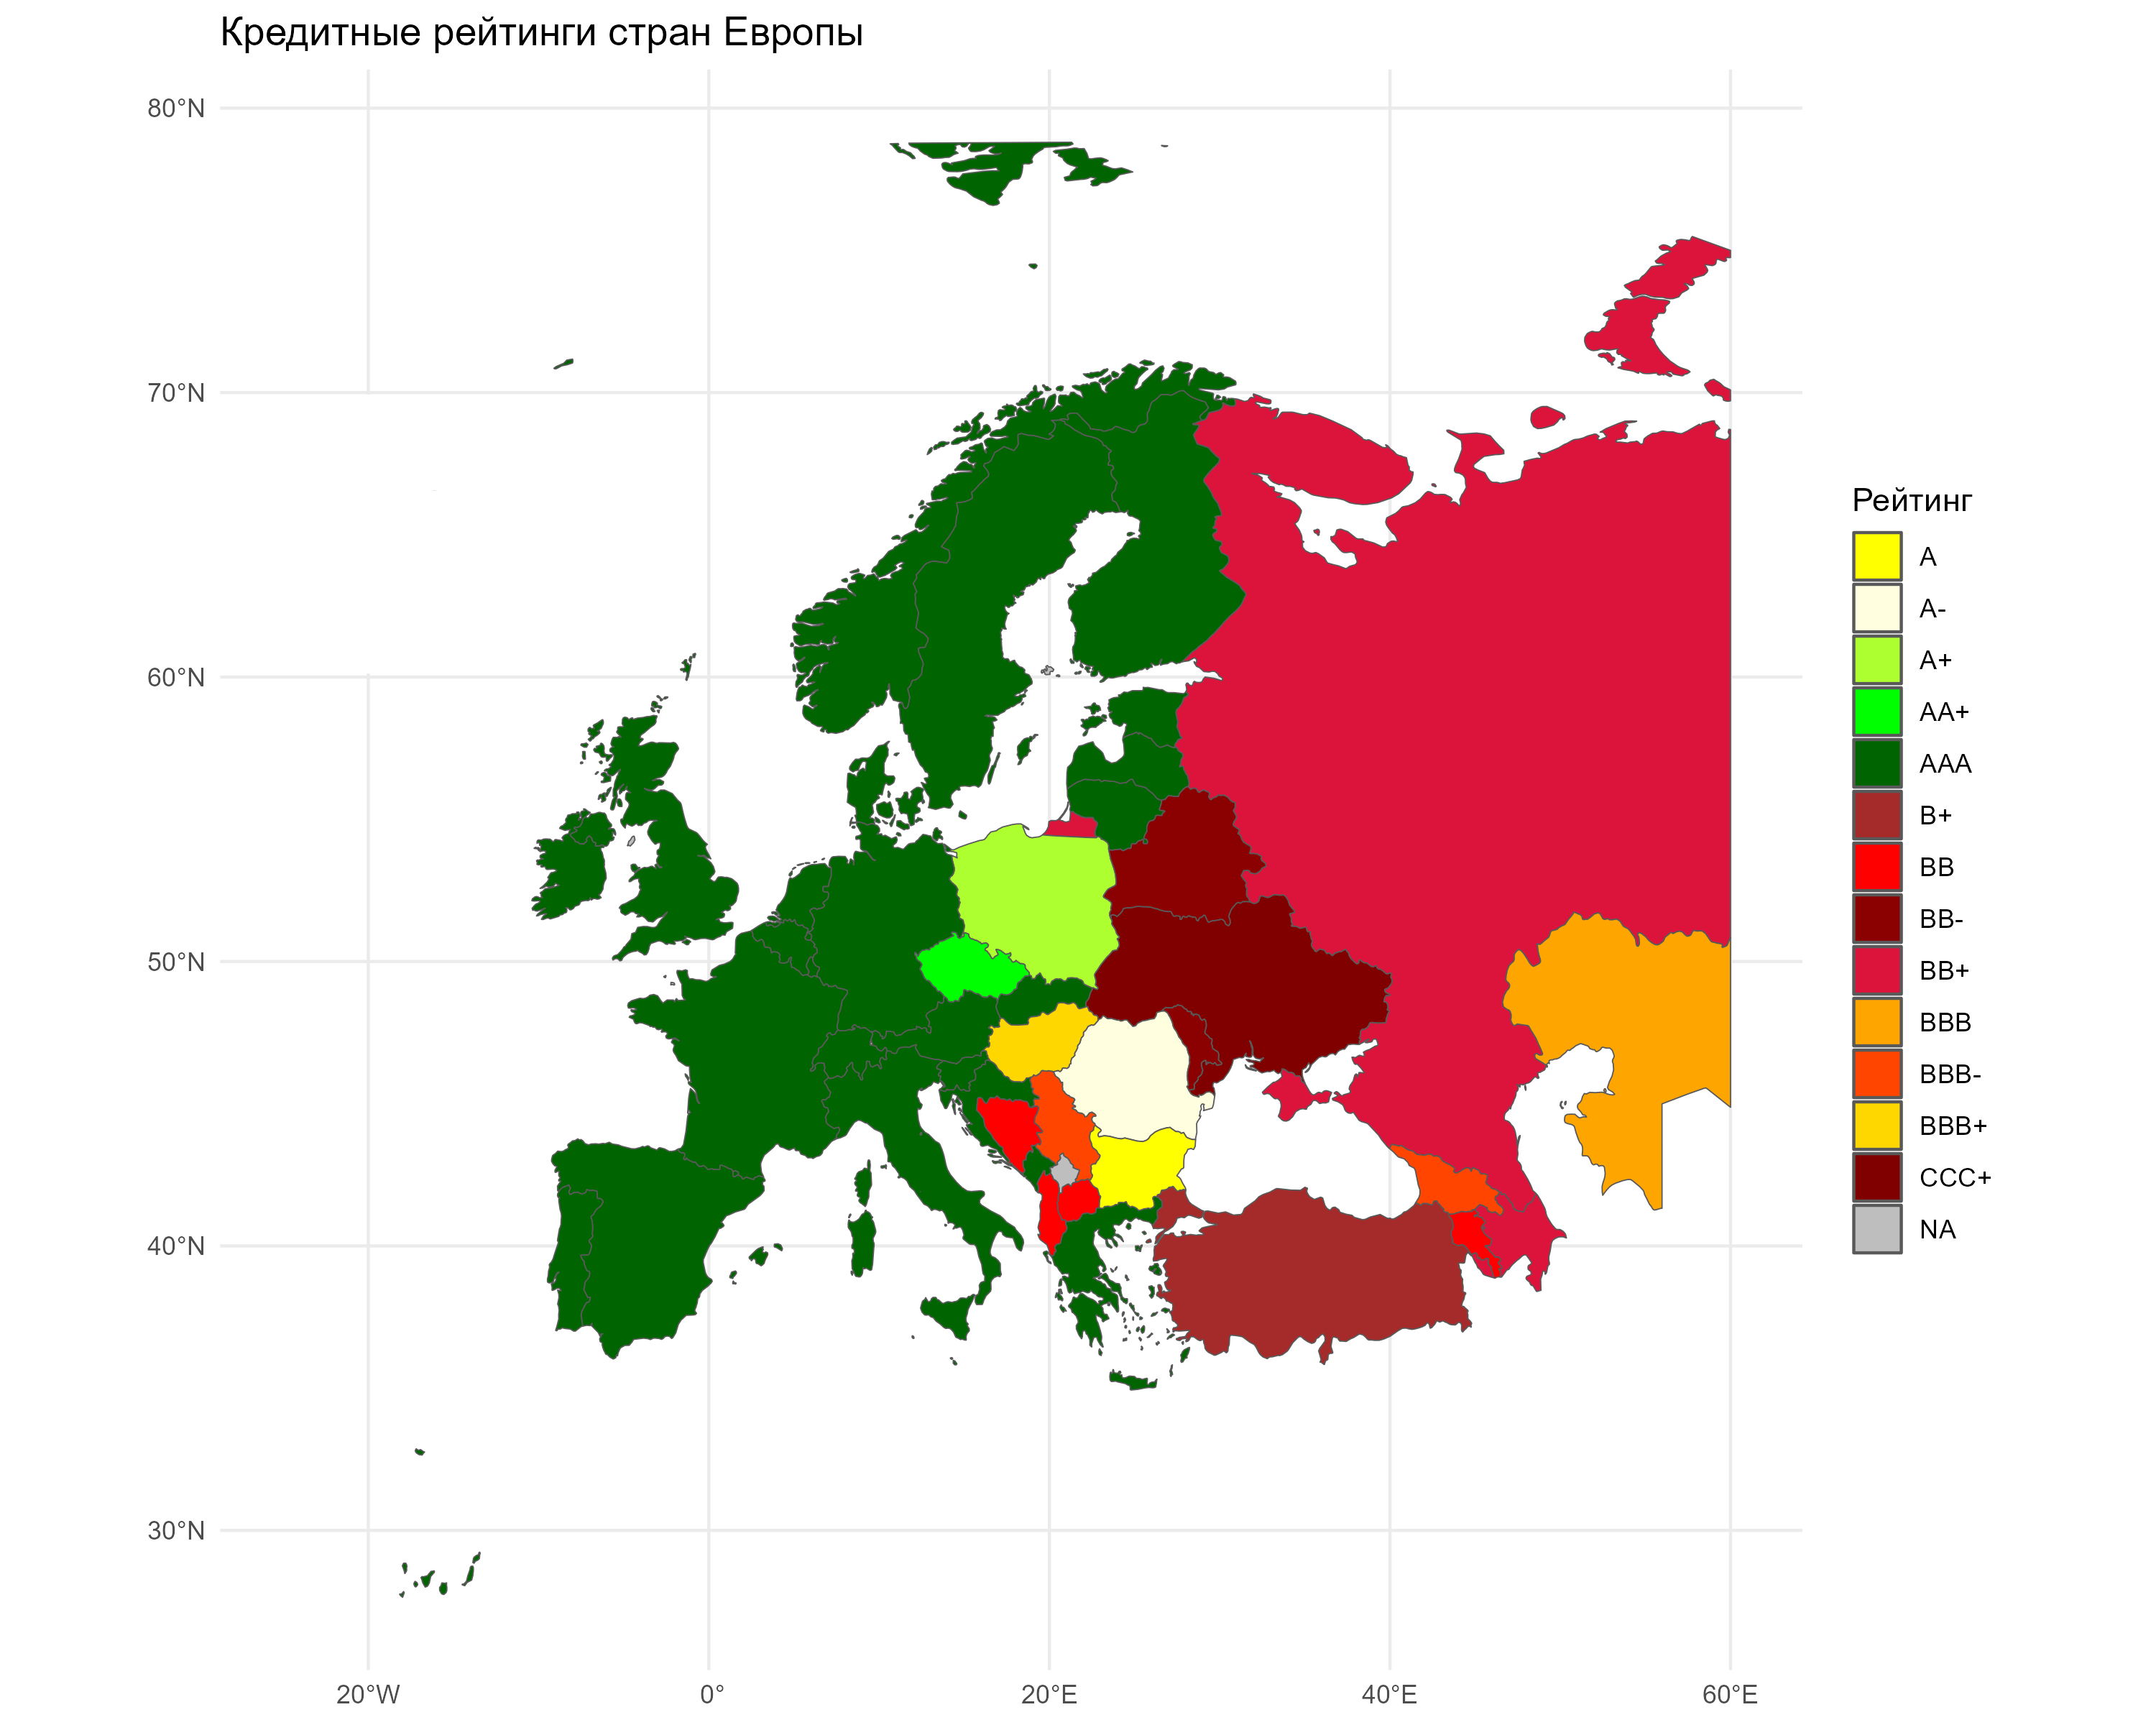 Кредитные рейтинги стран Европы
80°N
70°N
60°N
50°N
40°N
30°N
20°W
0°
20°E
40°E
60°E
Рейтинг
A
A-
A+
AA+
AAA
B+
BB
BB-
BB+
BBB
BBB-
BBB+
CCC+
NA